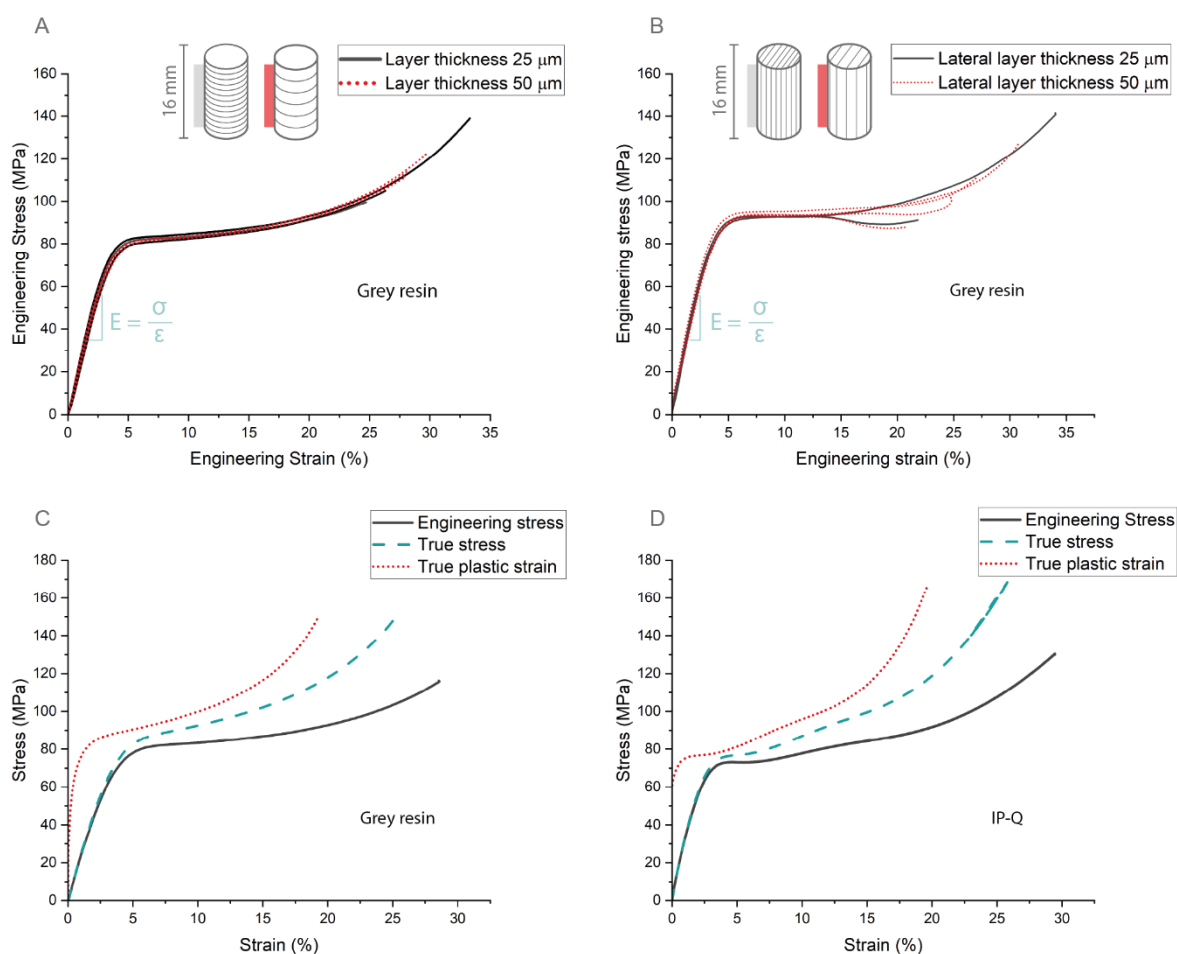 A
16 mm
Layer thickness 25 μm
Layer thickness 50 μm
Engineering Stress (MPa)
160
140
120
100
80
60
40
20
0
E = σ/ε
Grey resin
0 5 10 15 20 25 30 35
Engineering Strain (%)
B
16 mm
Lateral layer thickness 25 μm
Lateral layer thickness 50 μm
Engineering stress (MPa)
160
140
120
100
80
60
40
20
0
E = σ/ε
Grey resin
0 5 10 15 20 25 30 35
Engineering strain (%)
C
Engineering stress
True stress
True plastic strain
Stress (MPa)
180
160
140
120
100
80
60
40
20
0
Grey resin
0 5 10 15 20 25 30
Strain (%)
D
Engineering Stress
True stress
True plastic strain
Stress (MPa)
180
160
140
120
100
80
60
40
20
0
IP-Q
0 5 10 15 20 25 30
Strain (%)